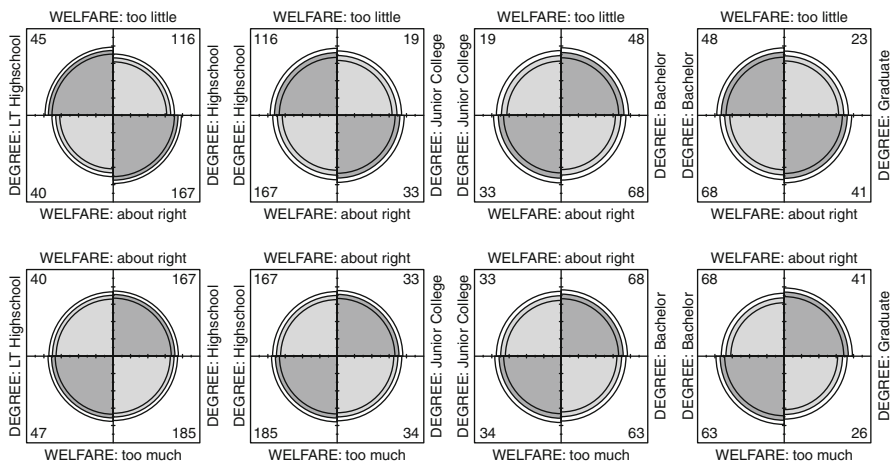 WELFARE: too little
45 116
DEGREE: LT Highschool
DEGREE: Highschool
40 167
WELFARE: about right
WELFARE: too little
116 19
DEGREE: Highschool
DEGREE: Junior College
167 33
WELFARE: about right
WELFARE: too little
19 48
DEGREE: Junior College
DEGREE: Bachelor
33 68
WELFARE: about right
WELFARE: too little
48 23
DEGREE: Bachelor
DEGREE: Graduate
68 41
WELFARE: about right
WELFARE: about right
40 167
DEGREE: LT Highschool
DEGREE: Highschool
47 185
WELFARE: too much
WELFARE: about right
167 33
DEGREE: Highschool
DEGREE: Junior College
185 34
WELFARE: too much
WELFARE: about right
33 68
DEGREE: Junior College
DEGREE: Bachelor
34 63
WELFARE: too much
WELFARE: about right
68 41
DEGREE: Bachelor
DEGREE: Graduate
63 26
WELFARE: too much